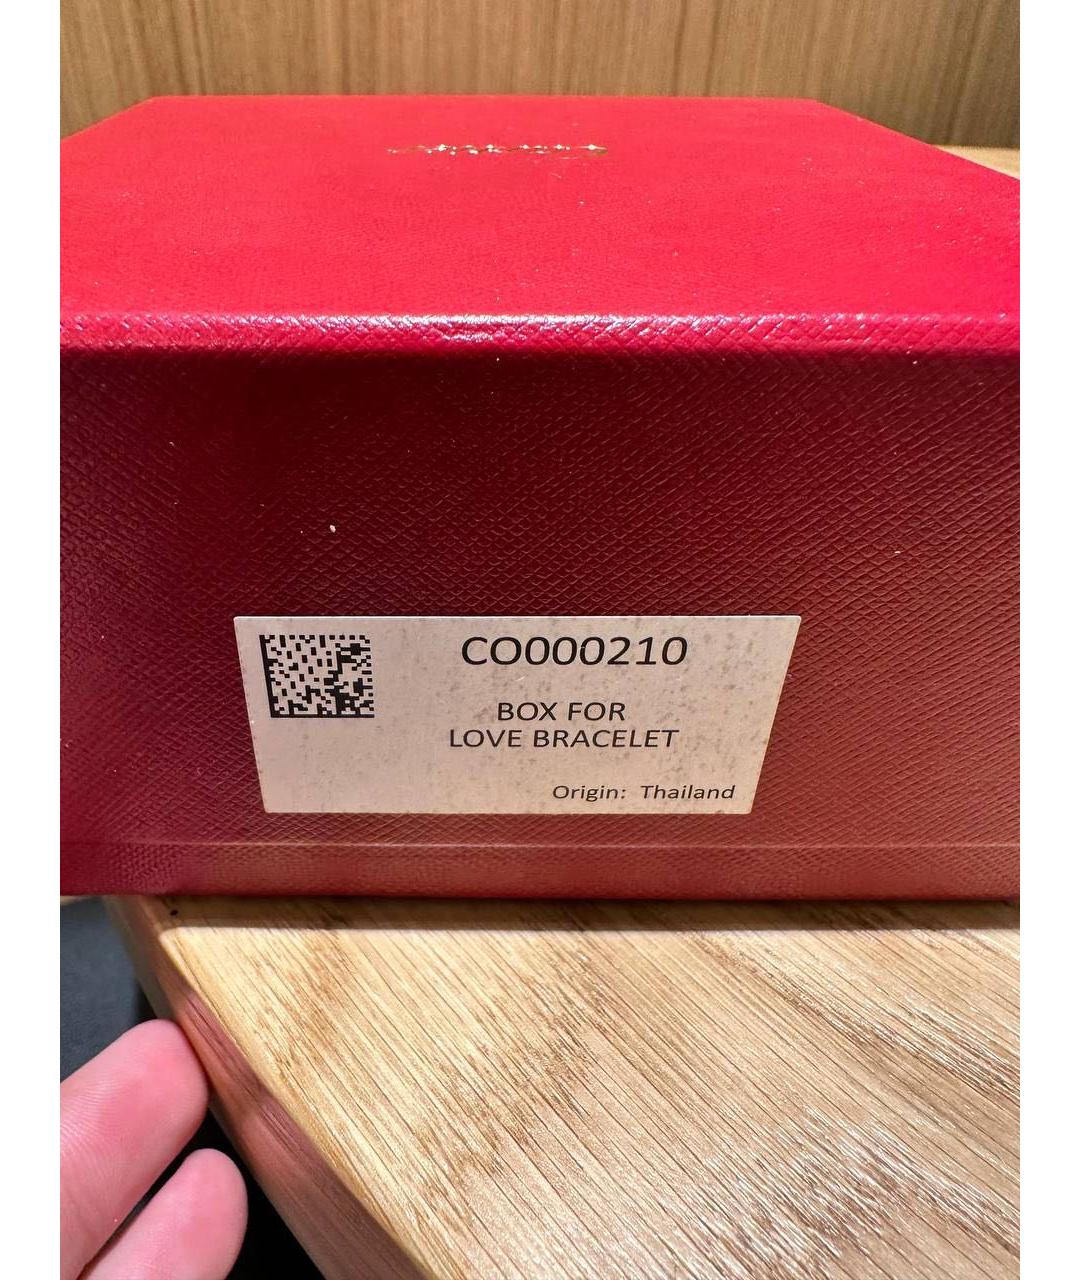 CO000210
BOX FOR
LOVE BRACELET
Origin: Thailand